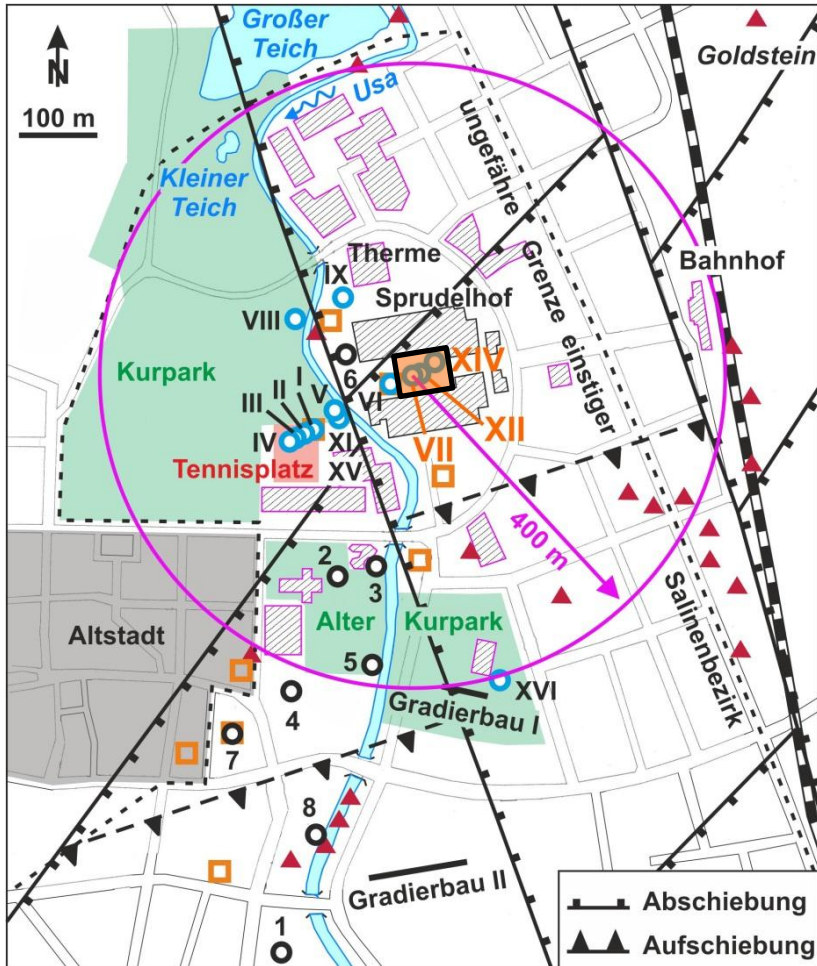 Großer
Teich
Goldstein
N
100 m
Usa
ungefähre
Kleiner
Teich
Grenze einstiger
Therme
Bahnhof
IX
Sprudelhof
VIII
XIV
6
Kurpark
I
II
V
VI
III
XII
IV
XI
VII
Tennisplatz
XV
400 m
2
3
Salinenbezirk
Altstadt
Alter
Kurpark
5
XVI
4
Gradierbau I
7
8
Gradierbau II
Abschiebung
1
Aufschiebung